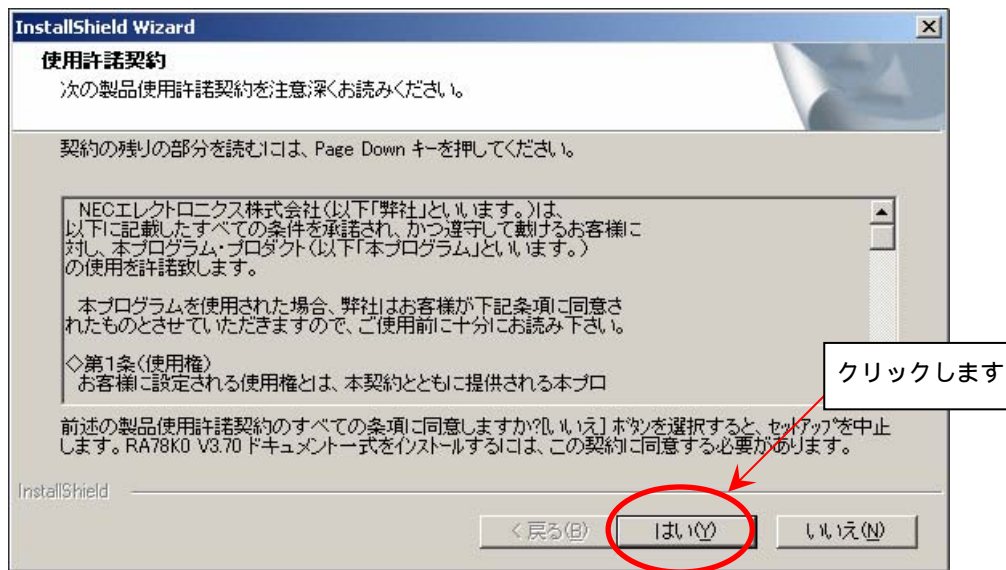 InstallShield Wizard
使用許諾契約
次の製品使用許諾契約を注意深くお読みください。
契約の残りの部分を読むには、Page Down キーを押してください。
NECエレクトロニクス株式会社(以下「弊社」といいます。)は、
以下に記載したすべての条件を承諾され、かつ遵守して戴けるお客様に
対し、本プログラム・プロダクト(以下「本プログラム」といいます。)
の使用を許諾致します。
本プログラムを使用された場合、弊社はお客様が下記条項に同意さ
れたものとさせていただきますので、ご使用前に十分にお読み下さい。
◇第1条(使用権)
お客様に設定される使用権とは、本契約とともに提供される本プロ
クリックします
前述の製品使用許諾契約のすべての条項に同意しますか?[いいえ] ボタンを選択すると、セットアップを中止
します。RA78K0 V3.70 ドキュメント一式をインストールするには、この契約に同意する必要があります。
InstallShield
< 戻る(B)
はい(Y)
いいえ(N)